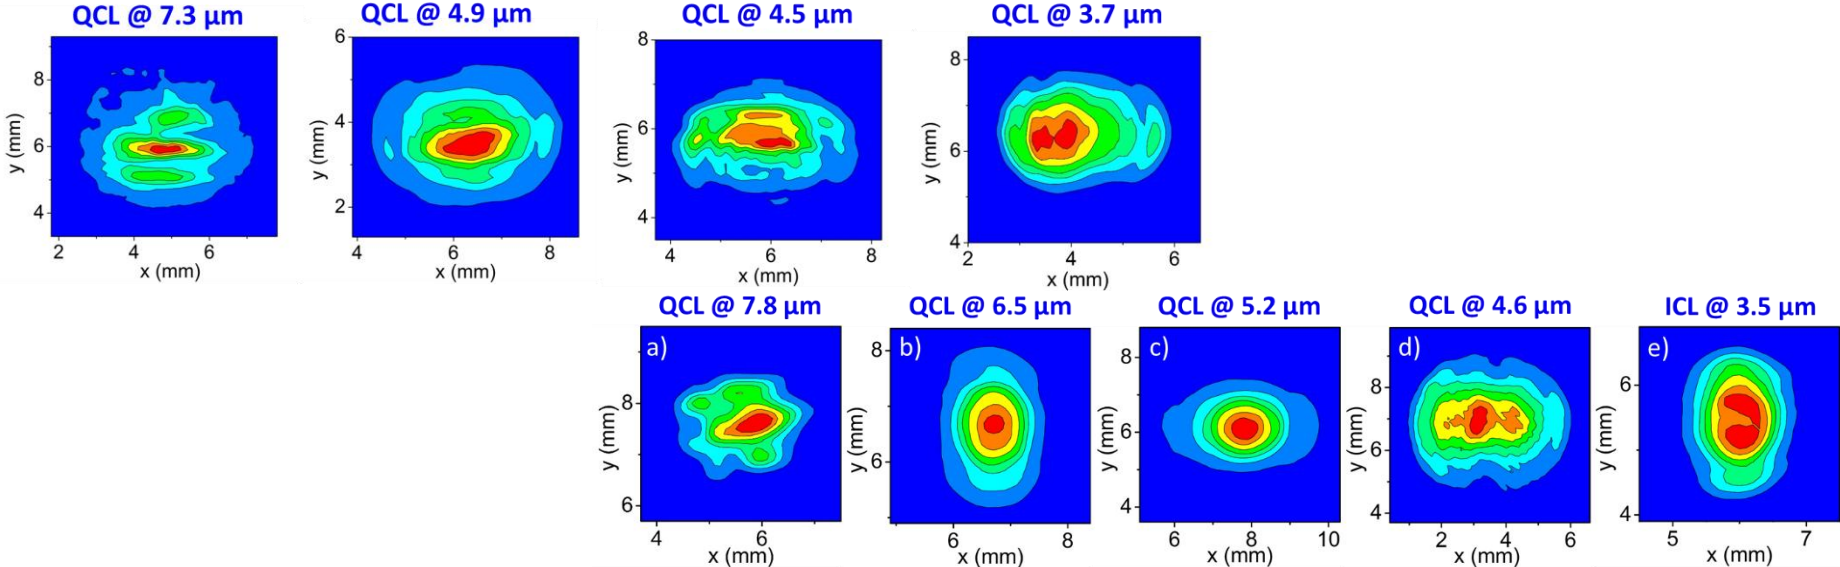 QCL @ 7.3 µm
QCL @ 4.9 µm
QCL @ 4.5 µm
QCL @ 3.7 µm
y (mm)
8
6
4
2
4
6
x (mm)
y (mm)
6
4
2
4
6
8
x (mm)
y (mm)
8
6
4
4
6
8
x (mm)
y (mm)
8
6
4
2
4
6
x (mm)
QCL @ 7.8 µm
QCL @ 6.5 µm
QCL @ 5.2 µm
QCL @ 4.6 µm
ICL @ 3.5 µm
a)
y (mm)
8
6
4
6
x (mm)
b)
y (mm)
8
6
6
8
x (mm)
c)
y (mm)
8
6
4
6
8
10
x (mm)
d)
y (mm)
8
6
4
2
4
6
x (mm)
e)
y (mm)
6
4
5
7
x (mm)